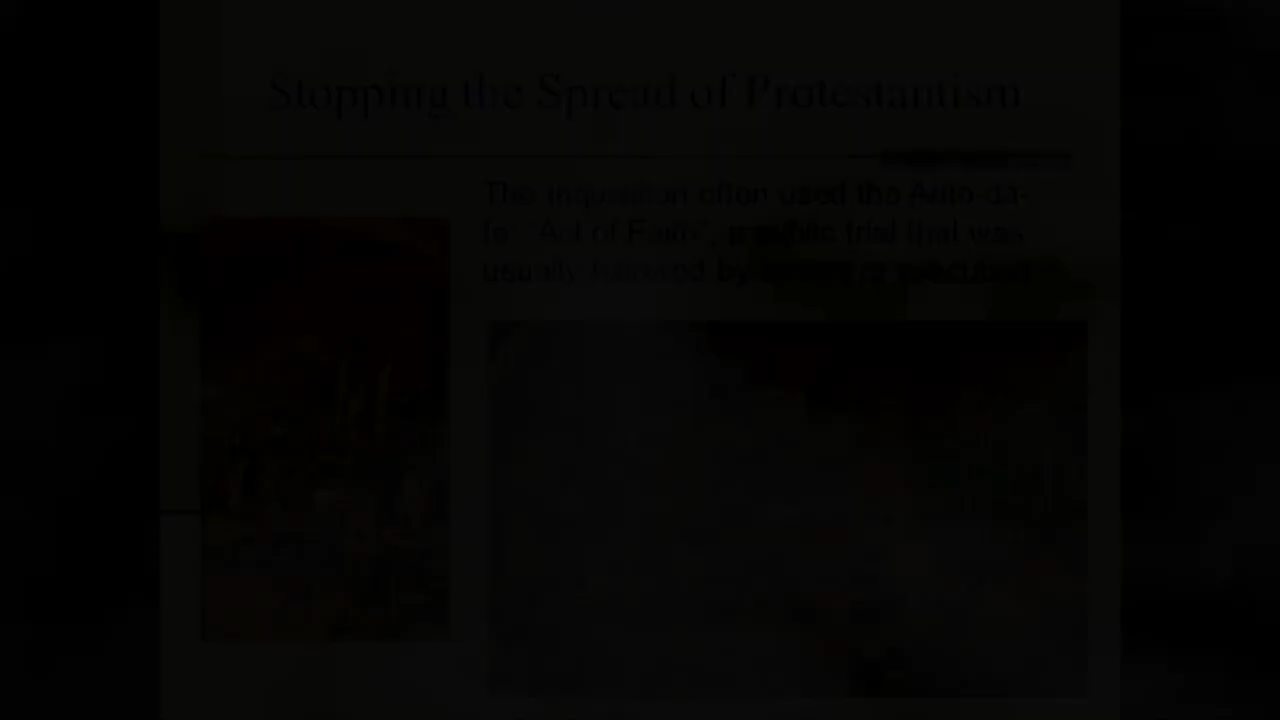 Stopping the Spread of Protestantism
The Inquisition often used the Auto-da-
fe: "Act of Faith", a public trial that was
usually followed by